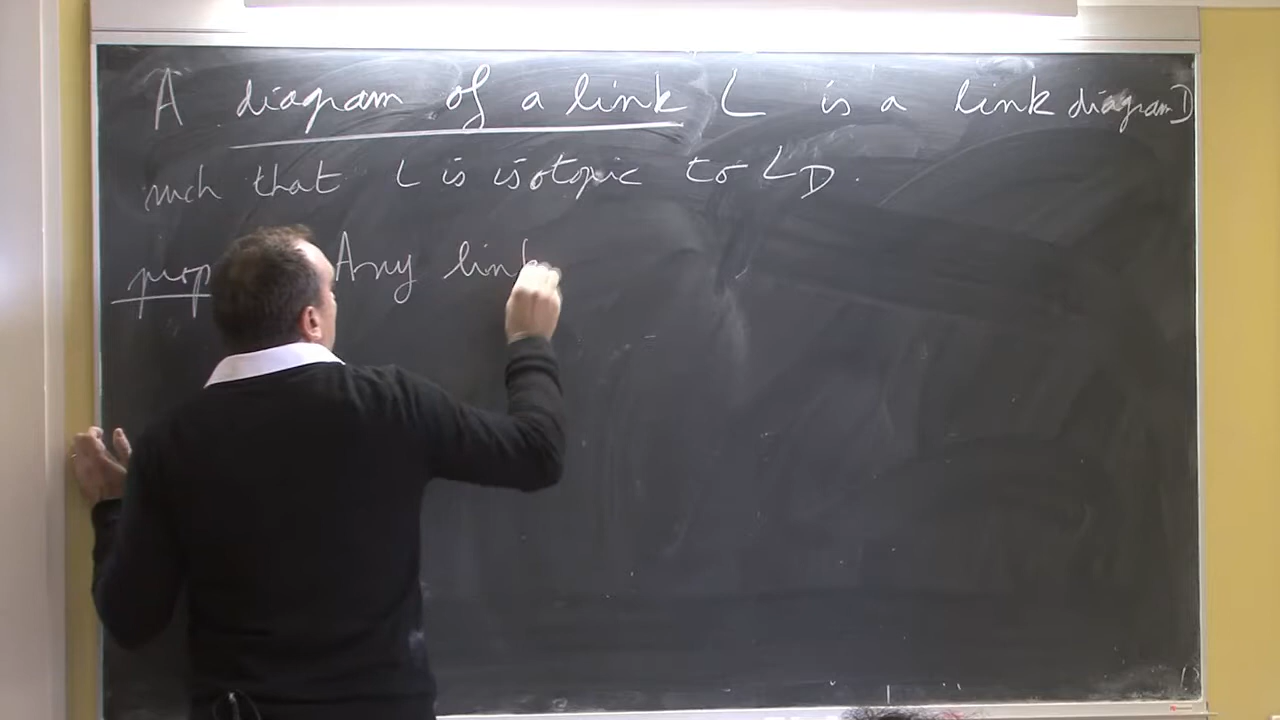 A diagram of a link L is a link diagram D
such that L is isotopic to L_D.
prop Any link